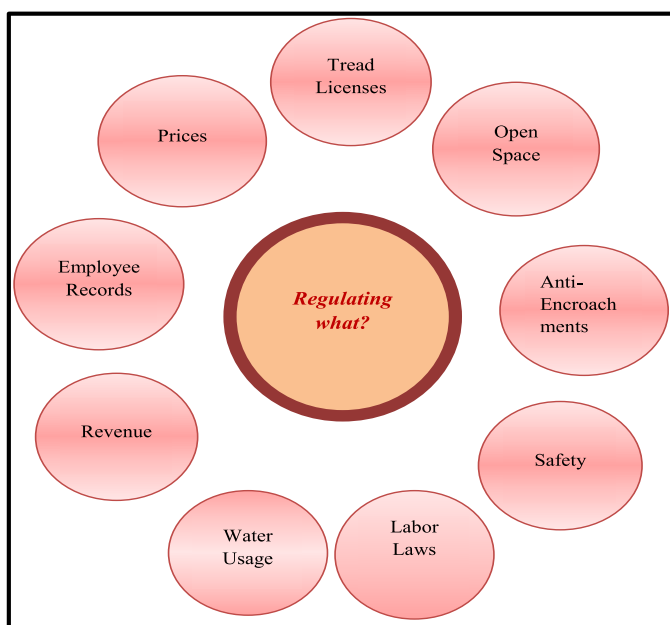 Tread
Licenses
Prices
Open
Space
Employee
Records
Regulating
what?
Anti-
Encroach
ments
Revenue
Safety
Water
Usage
Labor
Laws